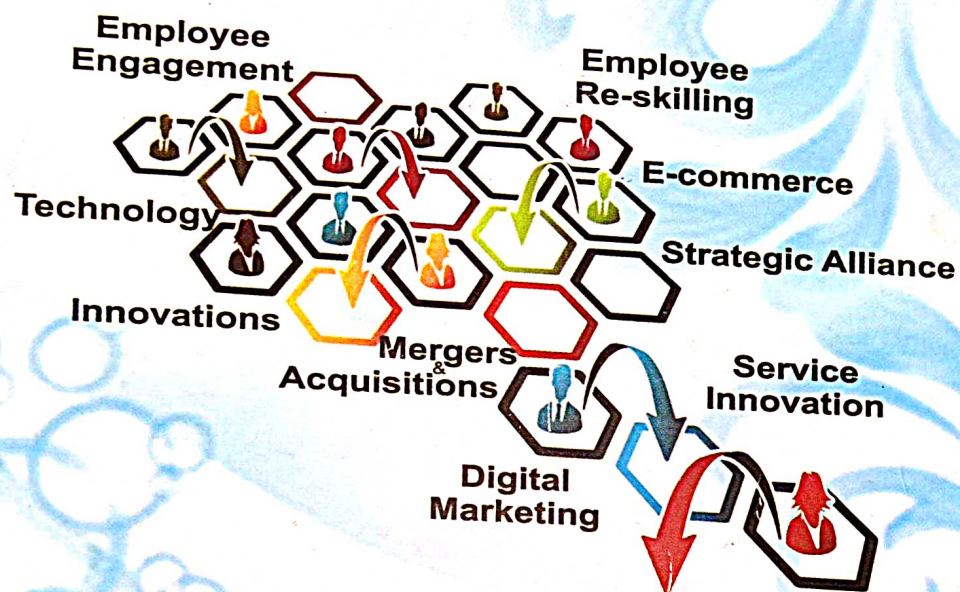 Employee
Engagement
Employee
Re-skilling
E-commerce
Technology
Strategic Alliance
Innovations
Mergers
&
Acquisitions
Service
Innovation
Digital
Marketing